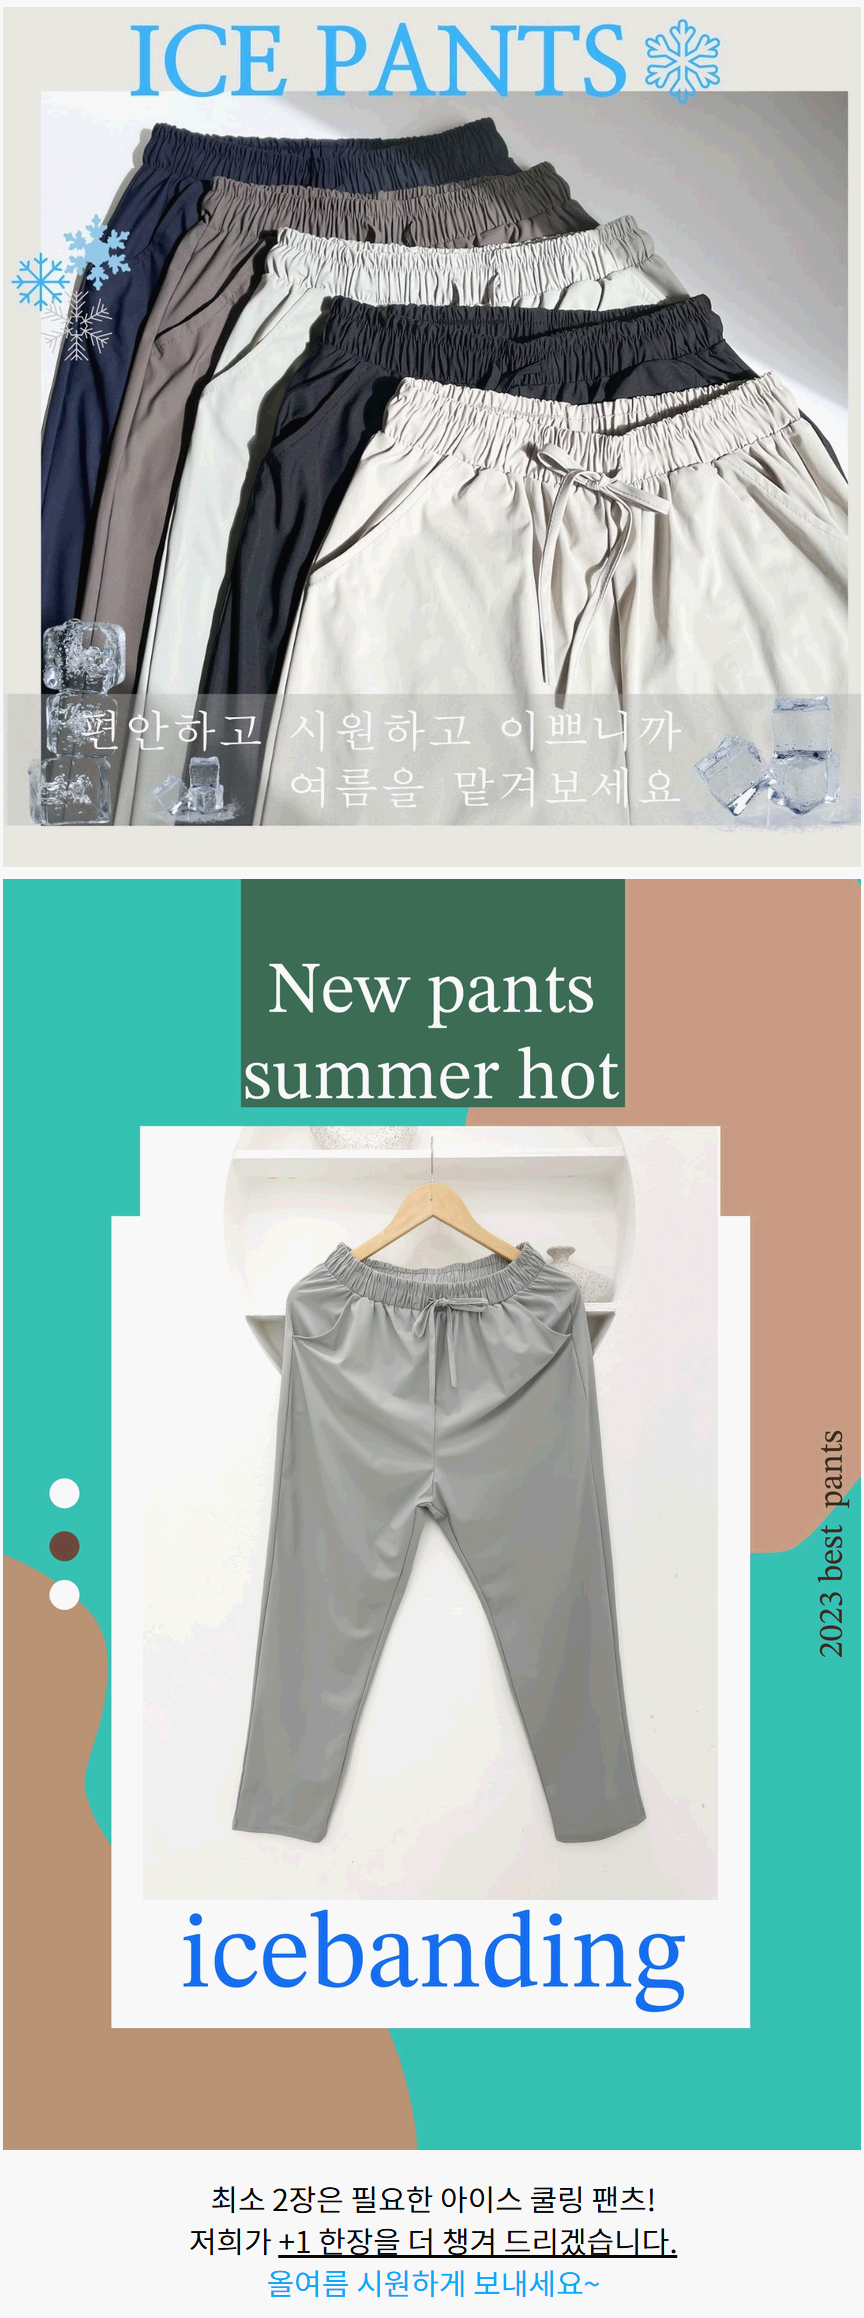 ICE PANTS
편안하고 시원하고 이쁘니까
여름을 맡겨보세요
New pants
summer hot
2023 best pants
icebanding
최소 2장은 필요한 아이스 쿨링 팬츠!
저희가 +1 한장을 더 챙겨 드리겠습니다.
올여름 시원하게 보내세요~